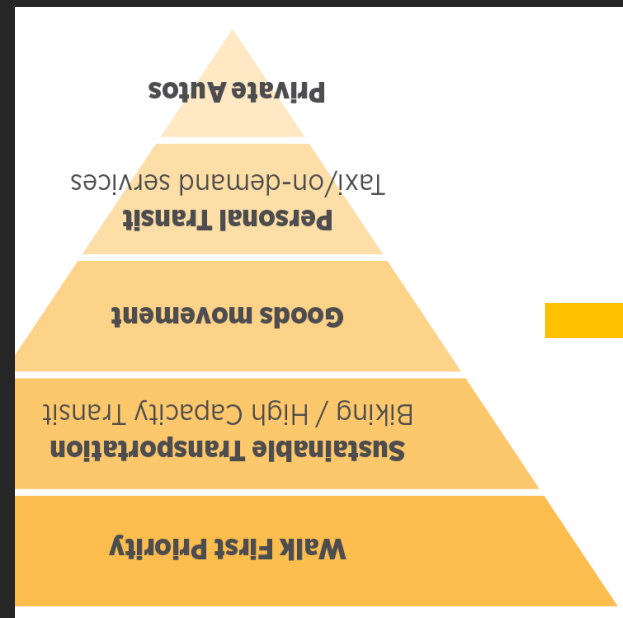 Walk First Priority
Sustainable Transportation
Biking / High Capacity Transit
Goods movement
Personal Transit
Taxi/on-demand services
Private Autos